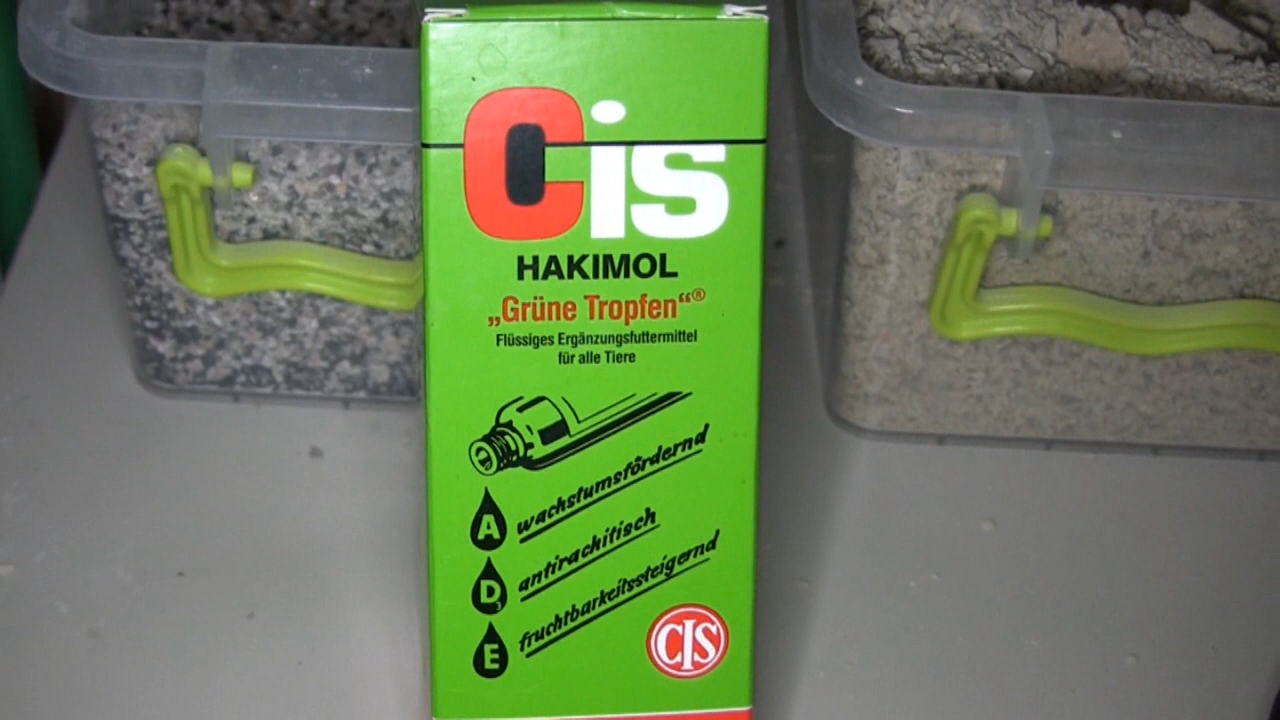 Cis
HAKIMOL
„Grüne Tropfen“®
Flüssiges Ergänzungsfuttermittel
für alle Tiere
A wachstumsfördernd
D3 antirachitisch
E fruchtbarkeitssteigernd
CIS